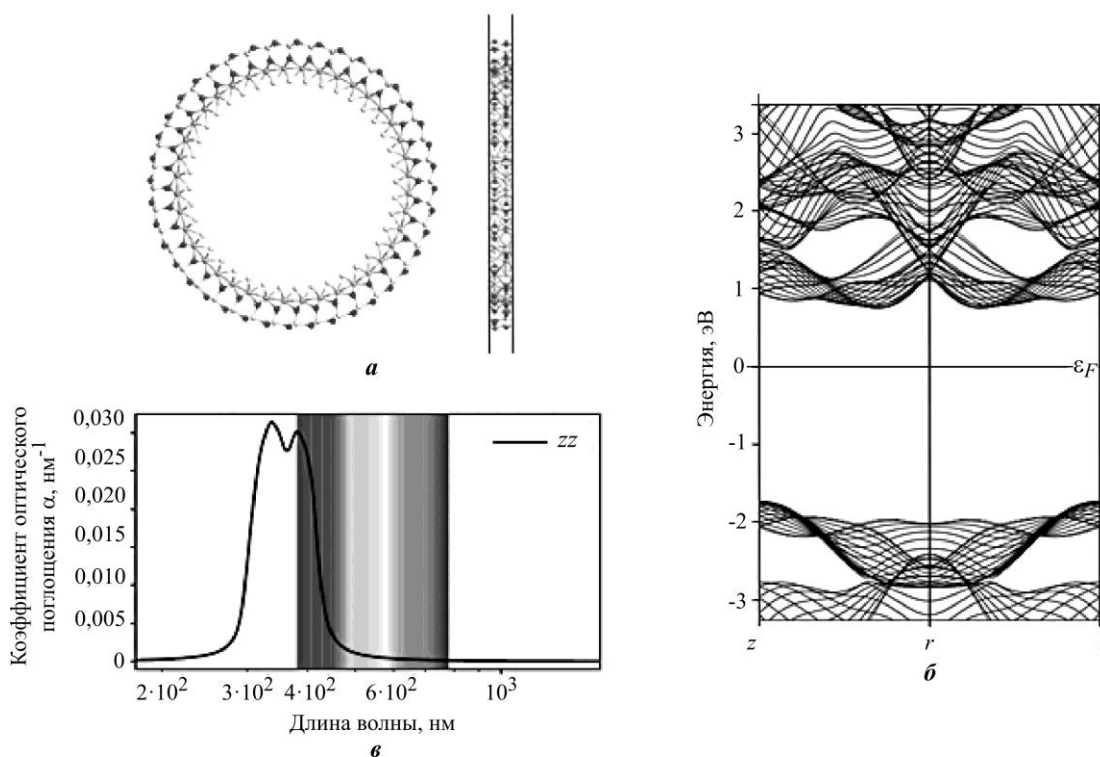 а
Коэффициент оптического
поглощения α, нм⁻¹
0,030
0,025
0,020
0,015
0,010
0,005
0
zz
2·10² 3·10² 4·10² 6·10² 10³
Длина волны, нм
в
Энергия, эВ
3
2
1
0
-1
-2
-3
εF
z r
б